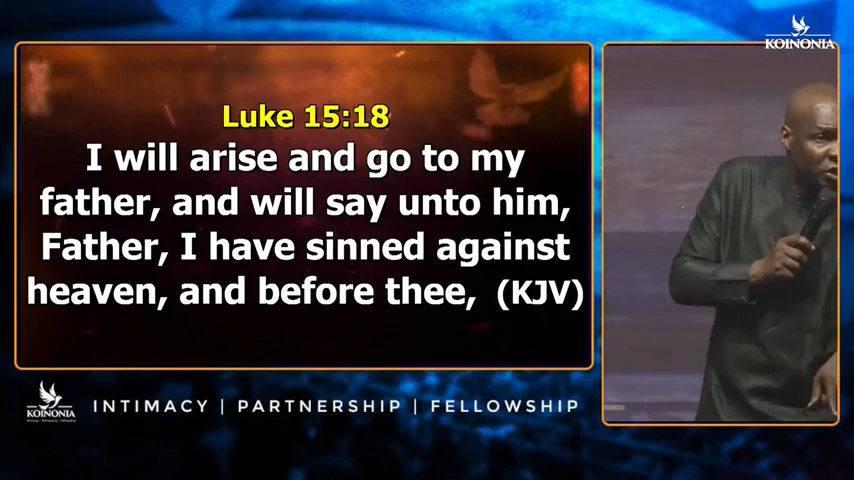 KOINONIA
Luke 15:18
I will arise and go to my
father, and will say unto him,
Father, I have sinned against
heaven, and before thee, (KJV)
KOINONIA
INTIMACY | PARTNERSHIP | FELLOWSHIP